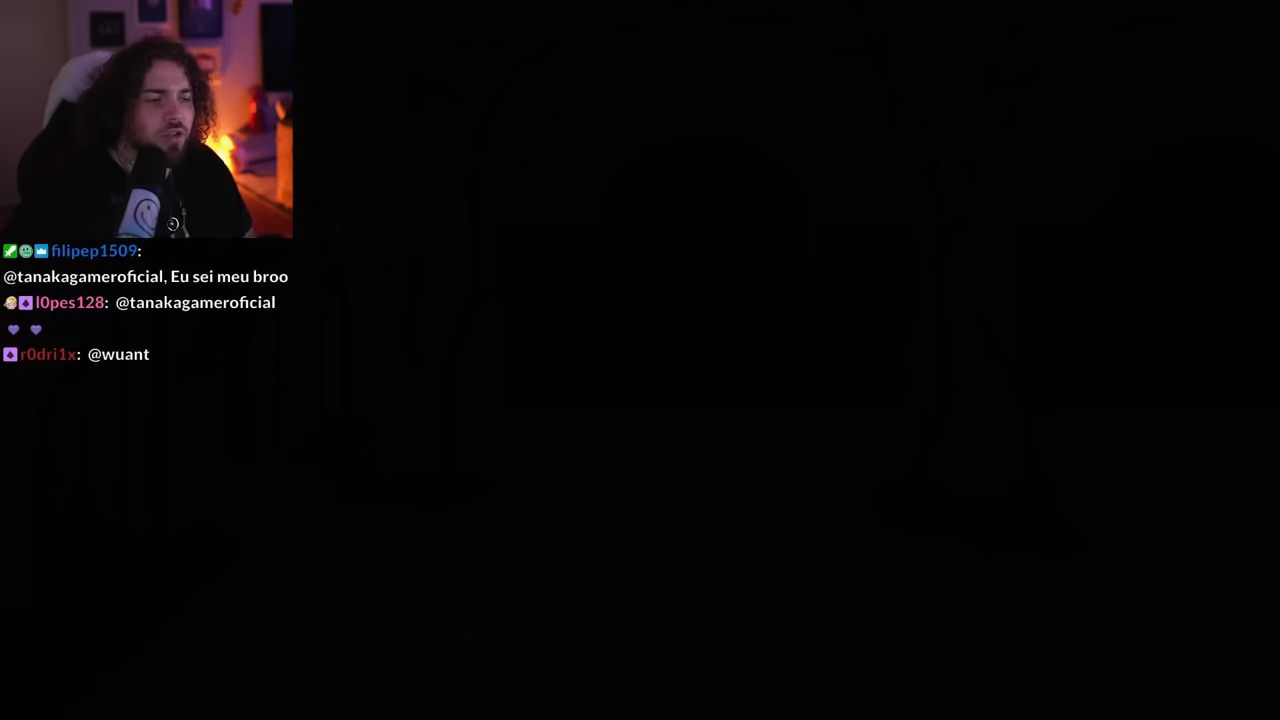 filipep1509:
@tanakagameroficial, Eu sei meu broo
l0pes128: @tanakagameroficial
r0dri1x: @wuant